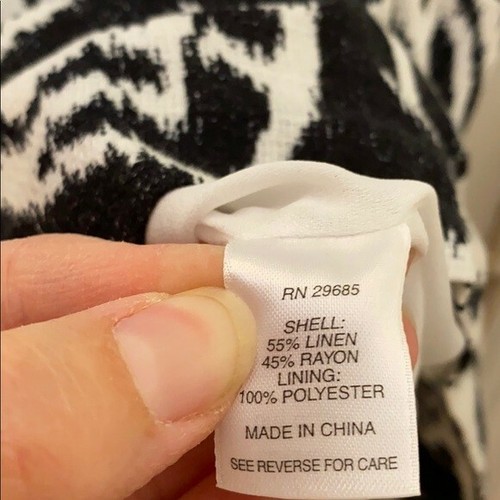 RN 29685
SHELL:
55% LINEN
45% RAYON
LINING:
100% POLYESTER
MADE IN CHINA
SEE REVERSE FOR CARE